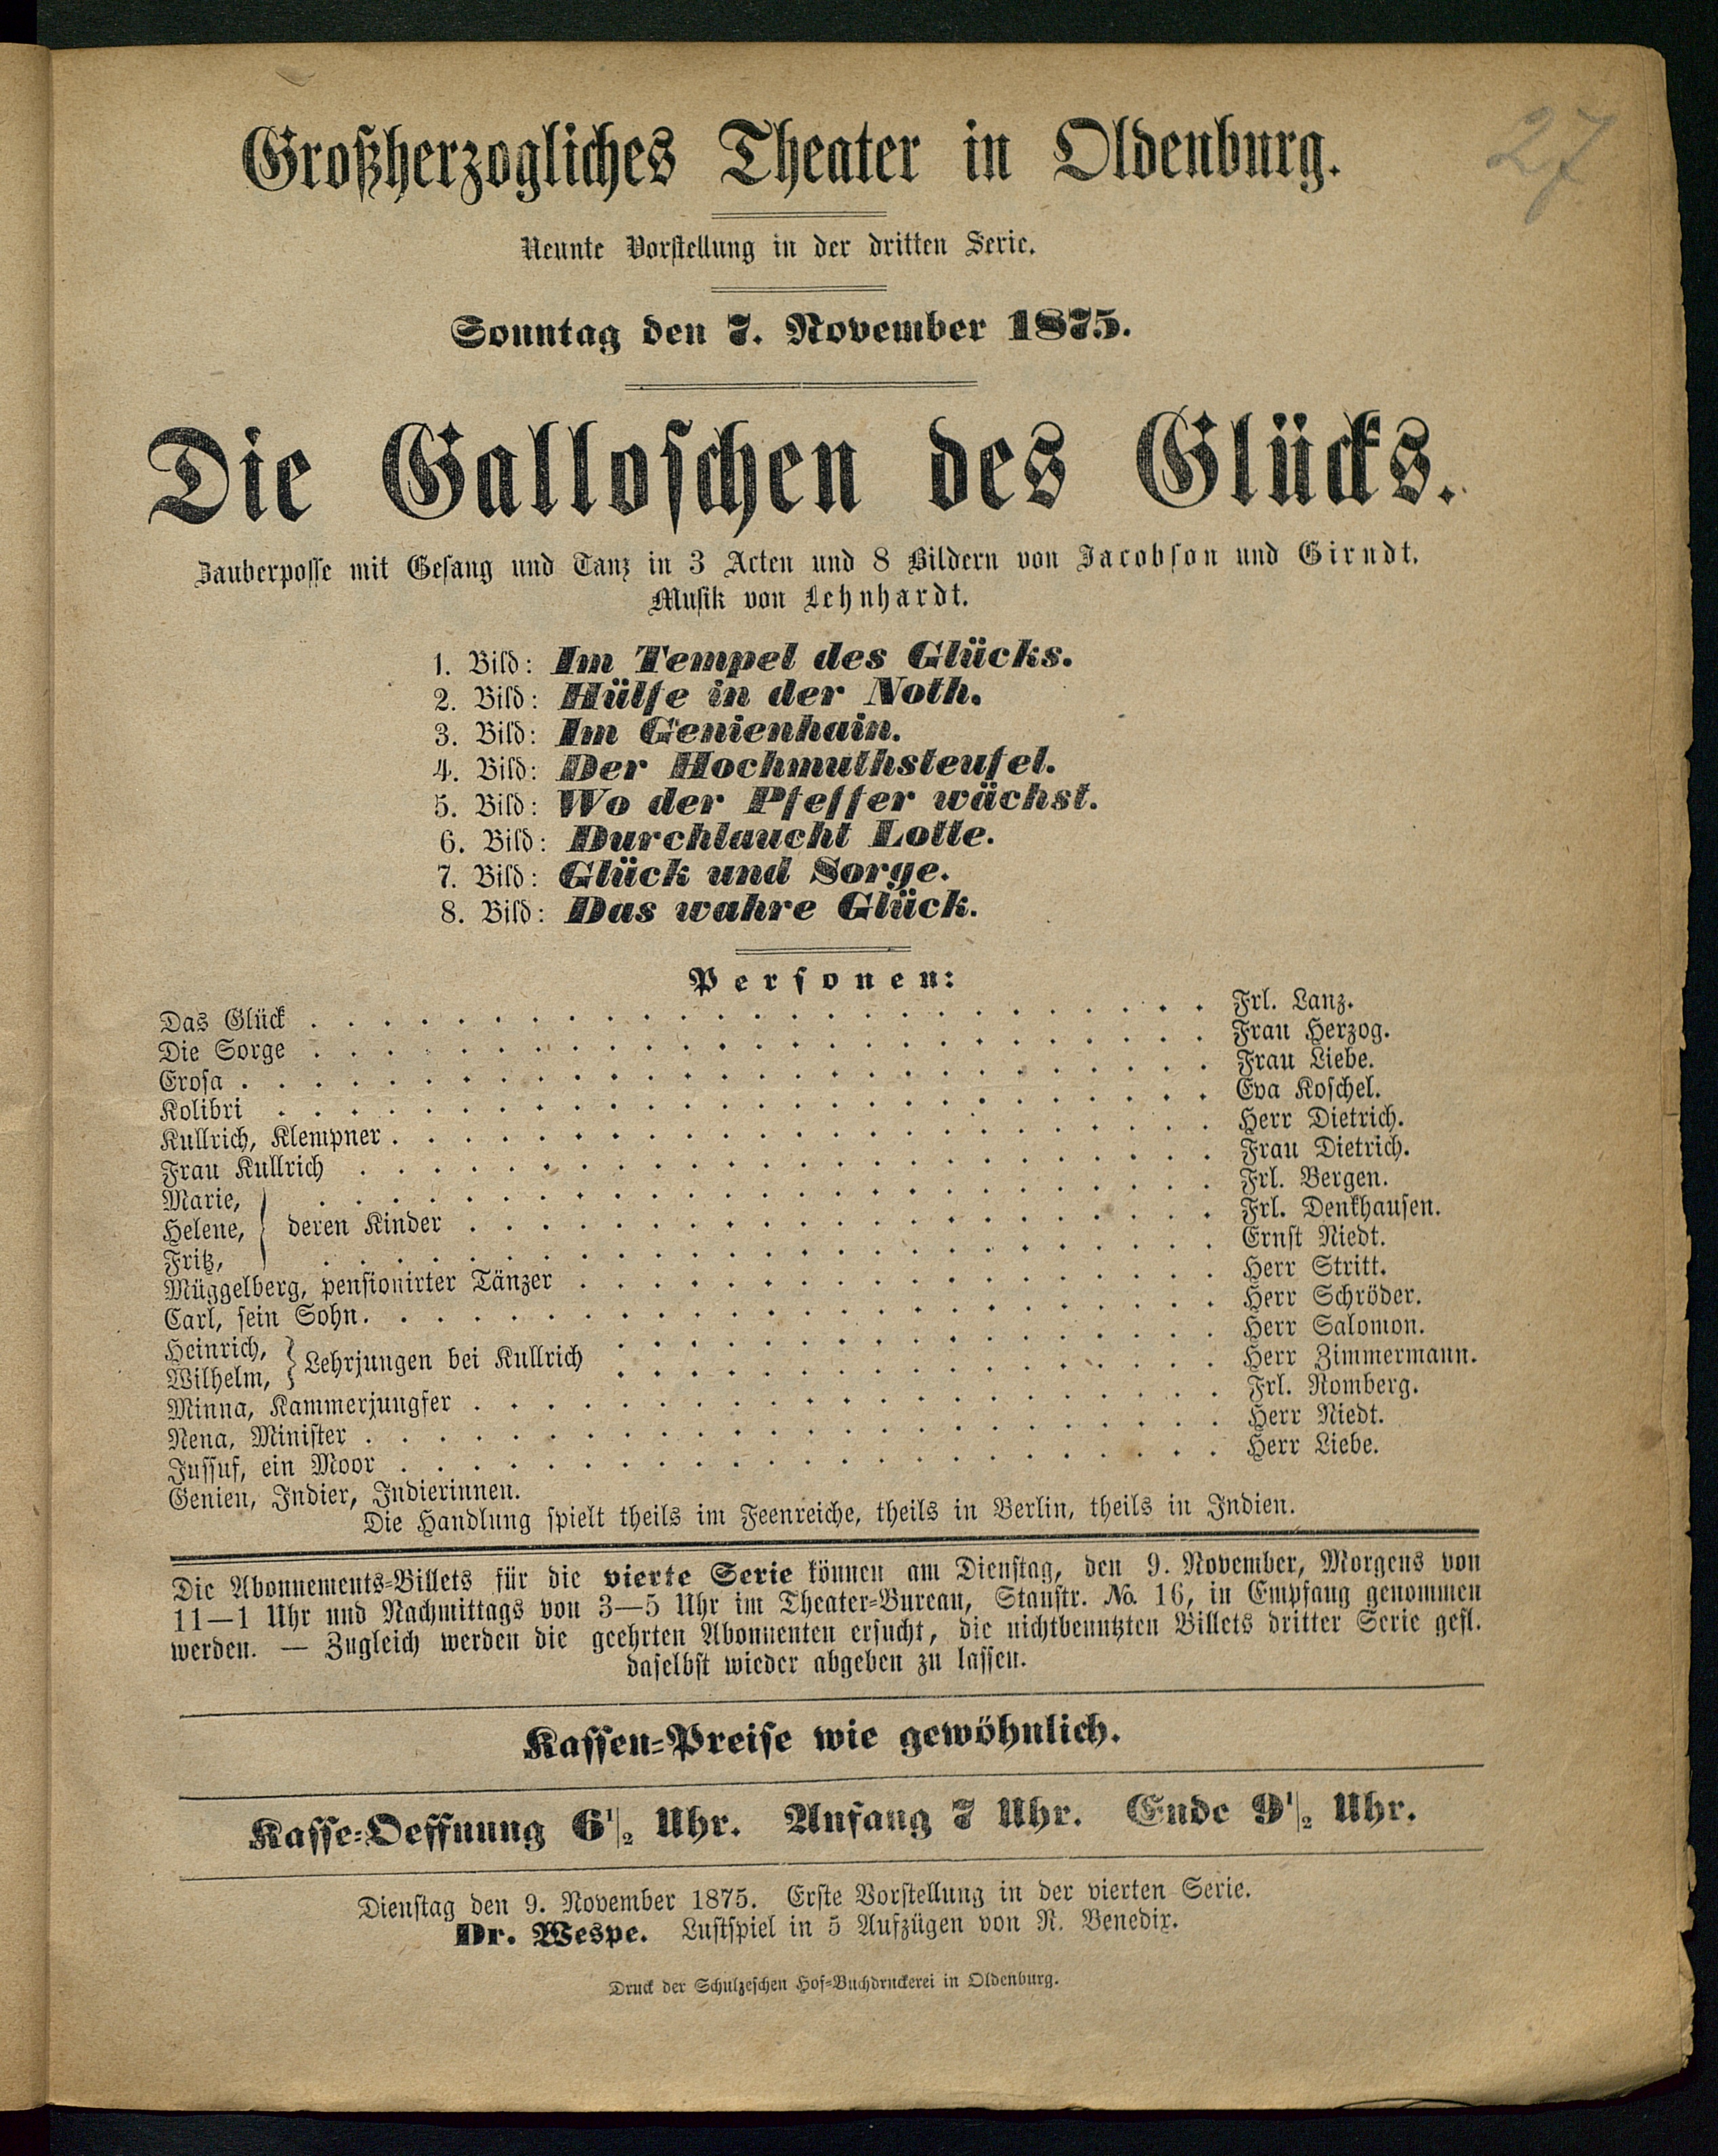 27
Großherzogliches Theater in Oldenburg.
Neunte Vorstellung in der dritten Serie.
Sonntag den 7. November 1875.
Die Galloschen des Glücks.
Zauberposse mit Gesang und Tanz in 3 Acten und 8 Bildern von Jacobson und Girndt.
Musik von Lehnhardt.
1. Bild: Im Tempel des Glücks.
2. Bild: Hülfe in der Noth.
3. Bild: Im Genienhain.
4. Bild: Der Hochmuthsteufel.
5. Bild: Wo der Pfeffer wächst.
6. Bild: Durchlaucht Lotte.
7. Bild: Glück und Sorge.
8. Bild: Das wahre Glück.
Personen:
Das Glück . . . . . Frl. Lanz.
Die Sorge . . . . . Frau Herzog.
Erosa . . . . . Frau Liebe.
Kolibri . . . . . Eva Koschel.
Kullrich, Klempner . . . . . Herr Dietrich.
Frau Kullrich . . . . . Frau Dietrich.
Marie, . . . . . Frl. Bergen.
Helene, } deren Kinder . . . . . Frl. Denkhausen.
Fritz, . . . . . Ernst Niedt.
Müggelberg, pensionirter Tänzer . . . . . Herr Stritt.
Carl, sein Sohn. . . . . . Herr Schröder.
Heinrich, } Lehrjungen bei Kullrich . . . . . Herr Salomon.
Wilhelm, . . . . . Herr Zimmermann.
Minna, Kammerjungfer . . . . . Frl. Romberg.
Nena, Minister . . . . . Herr Niedt.
Jussuf, ein Moor . . . . . Herr Liebe.
Genien, Indier, Indierinnen.
Die Handlung spielt theils im Feenreiche, theils in Berlin, theils in Indien.
Die Abonnements-Billets für die vierte Serie können am Dienstag, den 9. November, Morgens von
11—1 Uhr und Nachmittags von 3—5 Uhr im Theater-Bureau, Staustr. No. 16, in Empfang genommen
werden. — Zugleich werden die geehrten Abonnenten ersucht, die nichtbenutzten Billets dritter Serie gefl.
daselbst wieder abgeben zu lassen.
Kassen-Preise wie gewöhnlich.
Kasse-Oeffnung 6 1/2 Uhr. Anfang 7 Uhr. Ende 9 1/2 Uhr.
Dienstag den 9. November 1875. Erste Vorstellung in der vierten Serie.
Dr. Wespe. Lustspiel in 5 Aufzügen von R. Benedix.
Druck der Schulzeschen Hof-Buchdruckerei in Oldenburg.